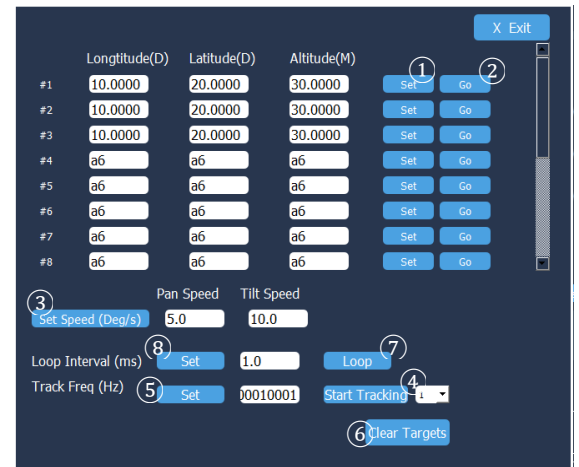 X Exit
Longtitude(D) Latitude(D) Altitude(M)
① ②
#1 10.0000 20.0000 30.0000 Set Go
#2 10.0000 20.0000 30.0000 Set Go
#3 10.0000 20.0000 30.0000 Set Go
#4 a6 a6 a6 Set Go
#5 a6 a6 a6 Set Go
#6 a6 a6 a6 Set Go
#7 a6 a6 a6 Set Go
#8 a6 a6 a6 Set Go
Pan Speed Tilt Speed
③ Set Speed (Deg/s) 5.0 10.0
Loop Interval (ms) ⑧ Set 1.0 Loop ⑦
Track Freq (Hz) ⑤ Set 00010001 Start Tracking ④ 1
⑥ Clear Targets